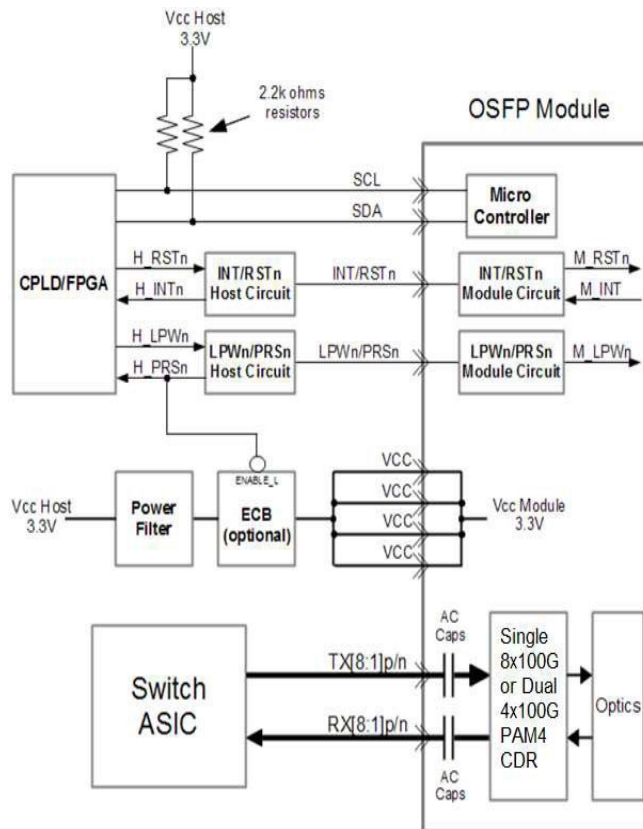 Vcc Host
3.3V
2.2k ohms
resistors
OSFP Module
SCL
SDA
Micro
Controller
CPLD/FPGA
H_RSTn
H_INTn
INT/RSTn
Host Circuit
INT/RSTn
INT/RSTn
Module Circuit
M_RSTn
M_INT
H_LPWn
H_PRSn
LPWn/PRSn
Host Circuit
LPWn/PRSn
LPWn/PRSn
Module Circuit
M_LPWn
Vcc Host
3.3V
Power
Filter
ENABLE_L
ECB
(optional)
VCC
VCC
VCC
VCC
Vcc Module
3.3V
Switch
ASIC
TX[8:1]p/n
RX[8:1]p/n
AC
Caps
AC
Caps
Single
8x100G
or Dual
4x100G
PAM4
CDR
Optics